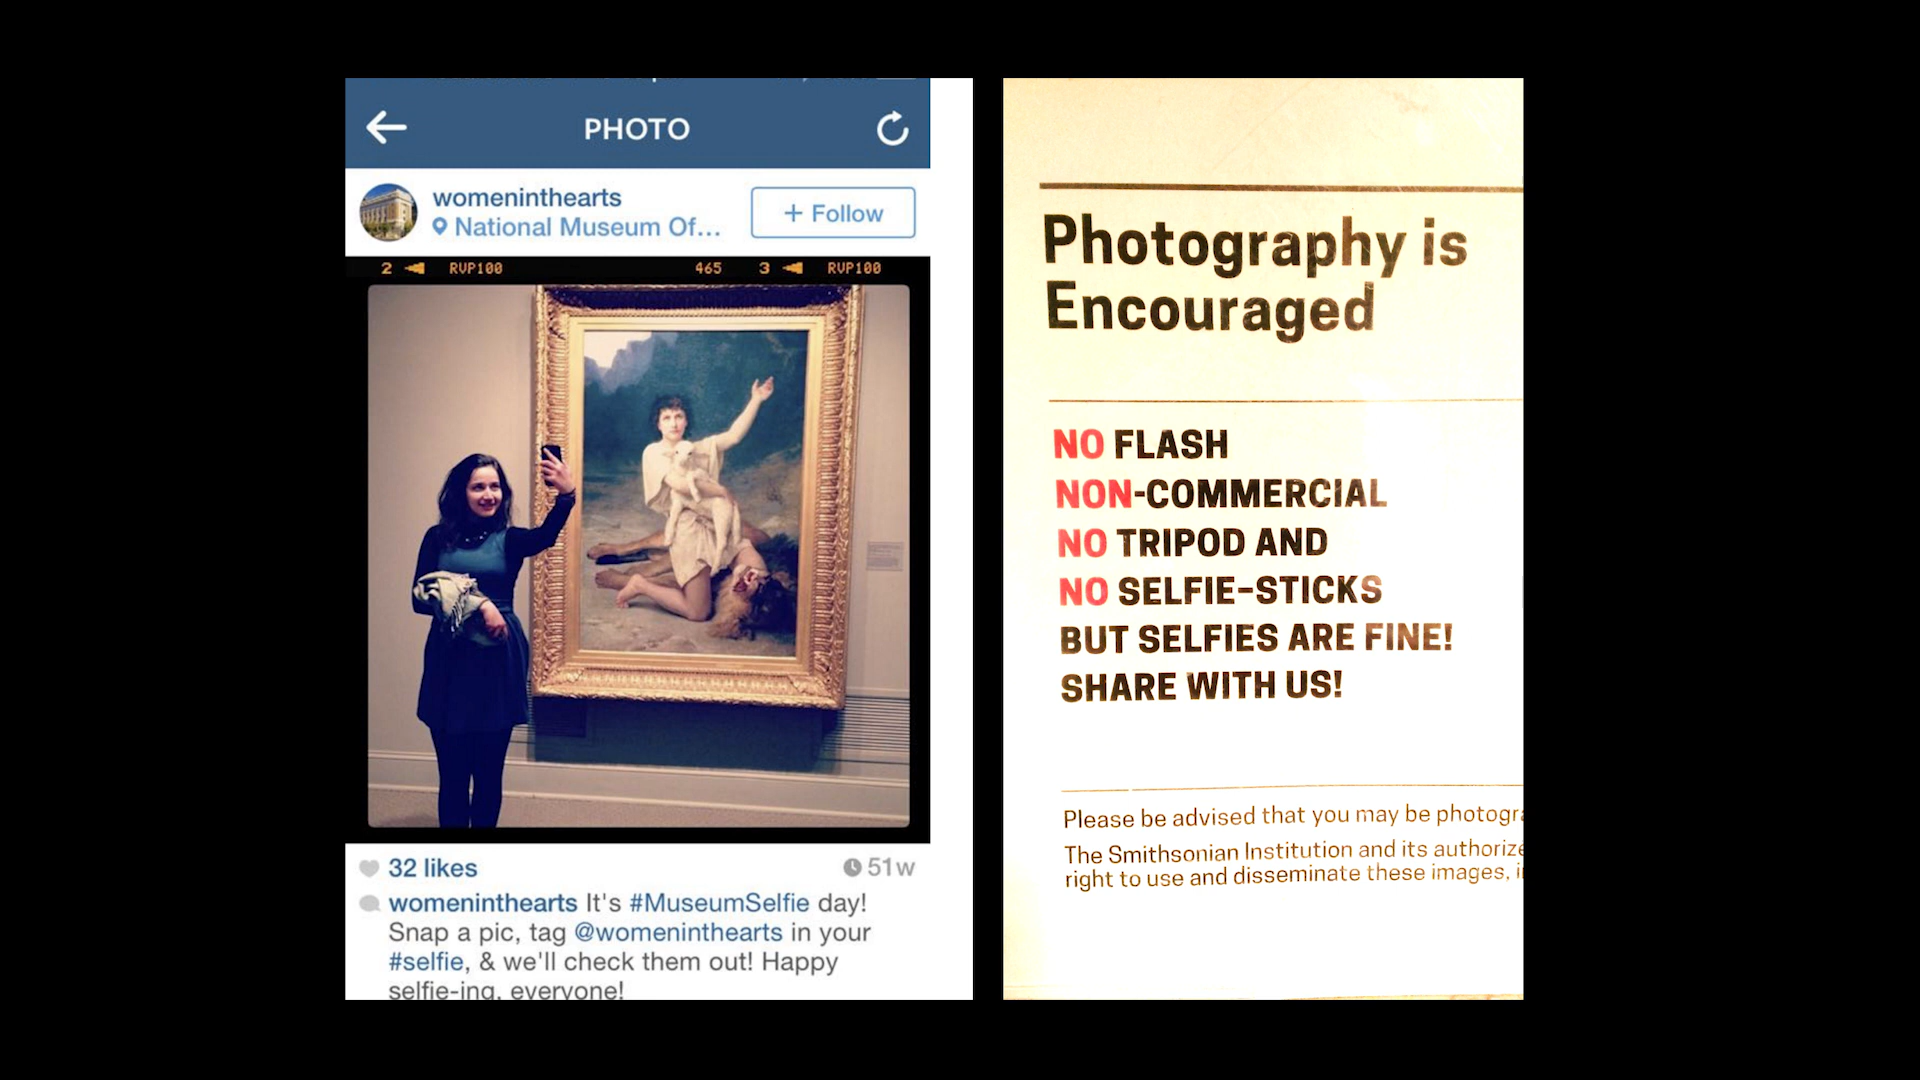 PHOTO
womeninthearts
National Museum Of...
+ Follow
2 RVP100 465 3 RVP100
32 likes
51w
womeninthearts It's #MuseumSelfie day!
Snap a pic, tag @womeninthearts in your
#selfie, & we'll check them out! Happy
selfie-ing, everyone!
Photography is
Encouraged
NO FLASH
NON-COMMERCIAL
NO TRIPOD AND
NO SELFIE-STICKS
BUT SELFIES ARE FINE!
SHARE WITH US!
Please be advised that you may be photogra
The Smithsonian Institution and its authorize
right to use and disseminate these images, i